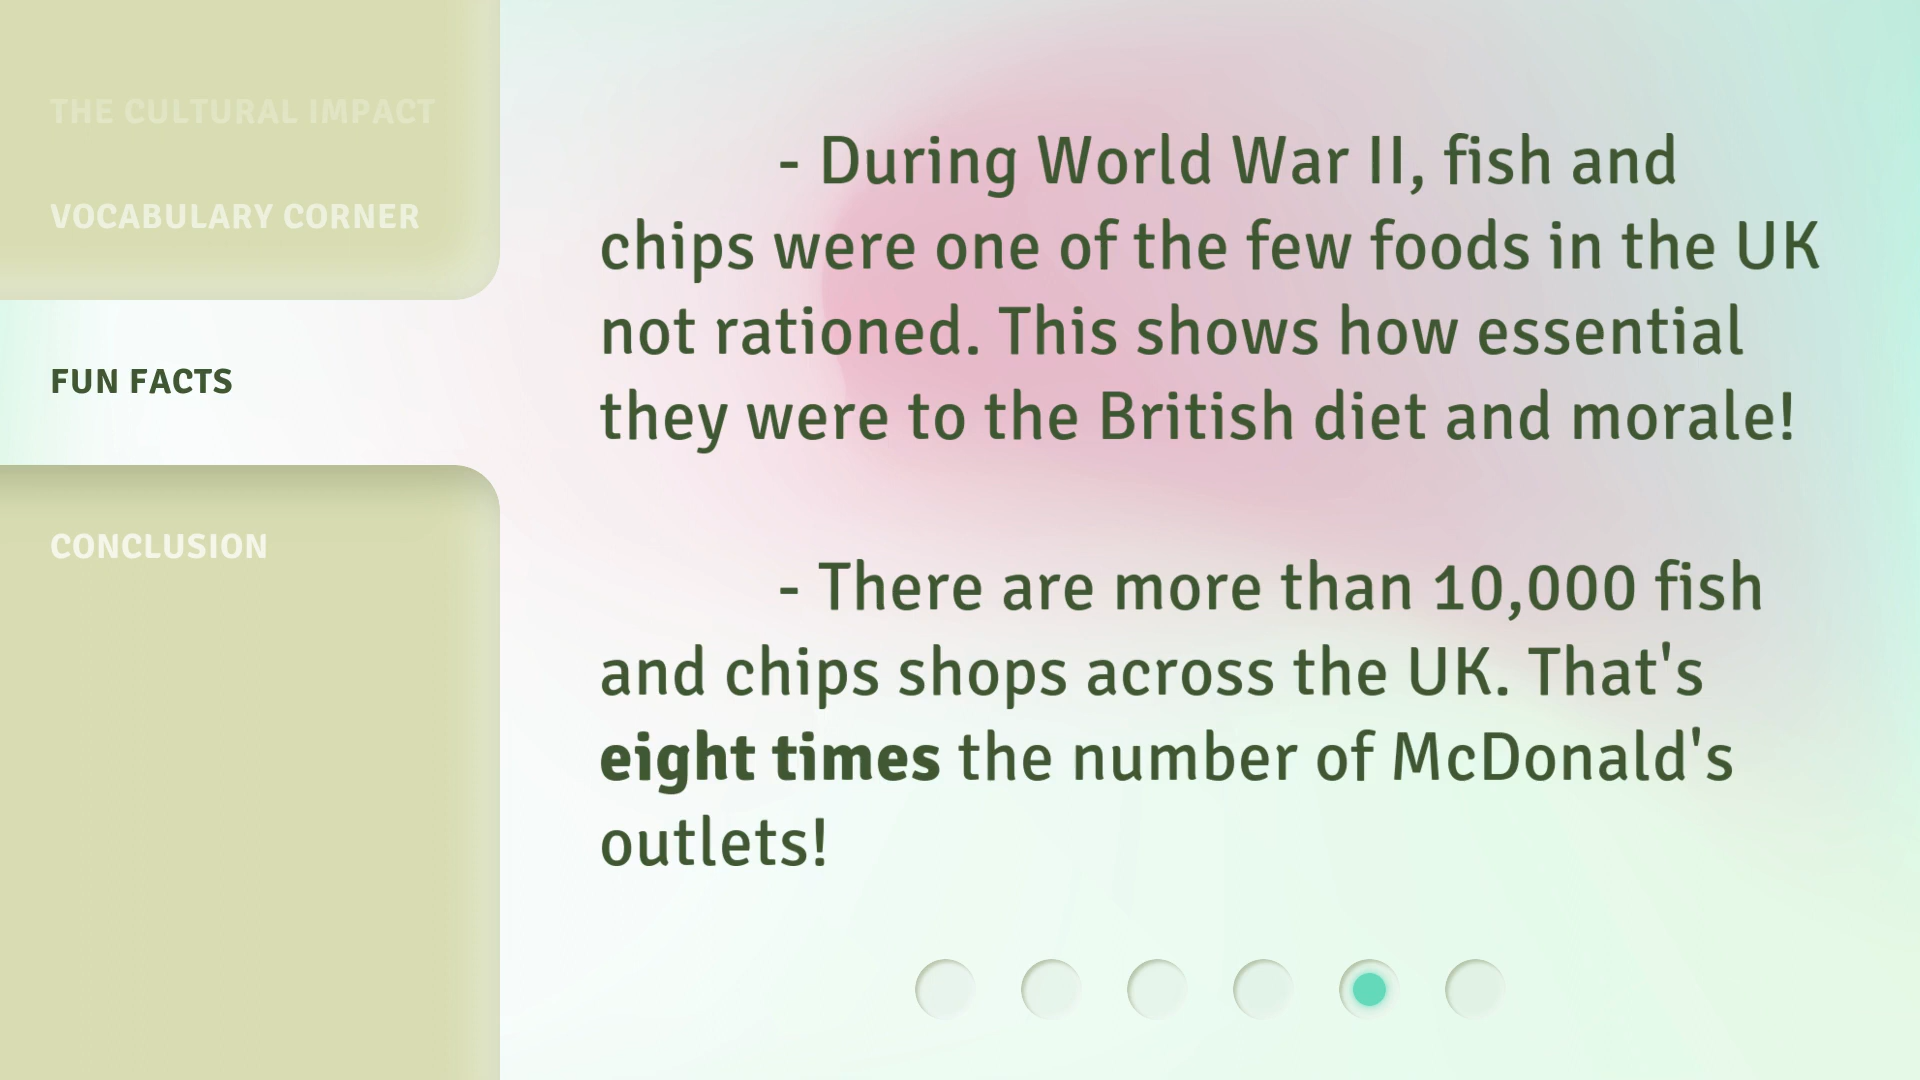 THE CULTURAL IMPACT
VOCABULARY CORNER
FUN FACTS
CONCLUSION
- During World War II, fish and
chips were one of the few foods in the UK
not rationed. This shows how essential
they were to the British diet and morale!
- There are more than 10,000 fish
and chips shops across the UK. That's
eight times the number of McDonald's
outlets!